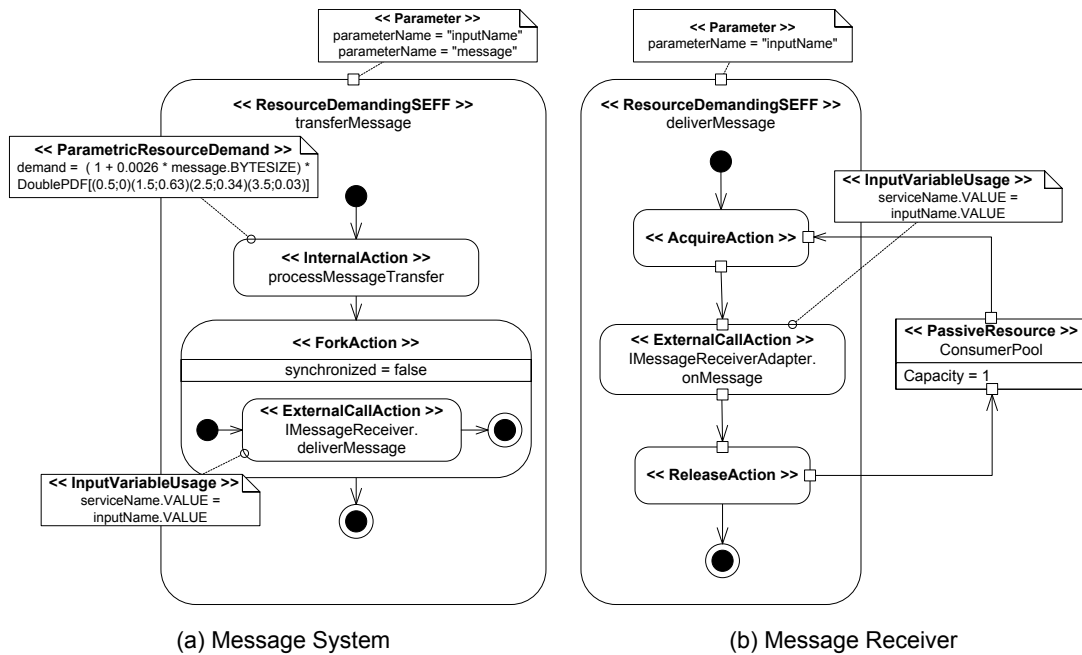 << Parameter >>
parameterName = "inputName"
parameterName = "message"
<< ResourceDemandingSEFF >>
transferMessage
<< ParametricResourceDemand >>
demand = ( 1 + 0.0026 * message.BYTESIZE) *
DoublePDF[(0.5;0)(1.5;0.63)(2.5;0.34)(3.5;0.03)]
<< InternalAction >>
processMessageTransfer
<< ForkAction >>
synchronized = false
<< ExternalCallAction >>
IMessageReceiver.
deliverMessage
<< InputVariableUsage >>
serviceName.VALUE =
inputName.VALUE
(a) Message System
<< Parameter >>
parameterName = "inputName"
<< ResourceDemandingSEFF >>
deliverMessage
<< InputVariableUsage >>
serviceName.VALUE =
inputName.VALUE
<< AcquireAction >>
<< ExternalCallAction >>
IMessageReceiverAdapter.
onMessage
<< PassiveResource >>
ConsumerPool
Capacity = 1
<< ReleaseAction >>
(b) Message Receiver